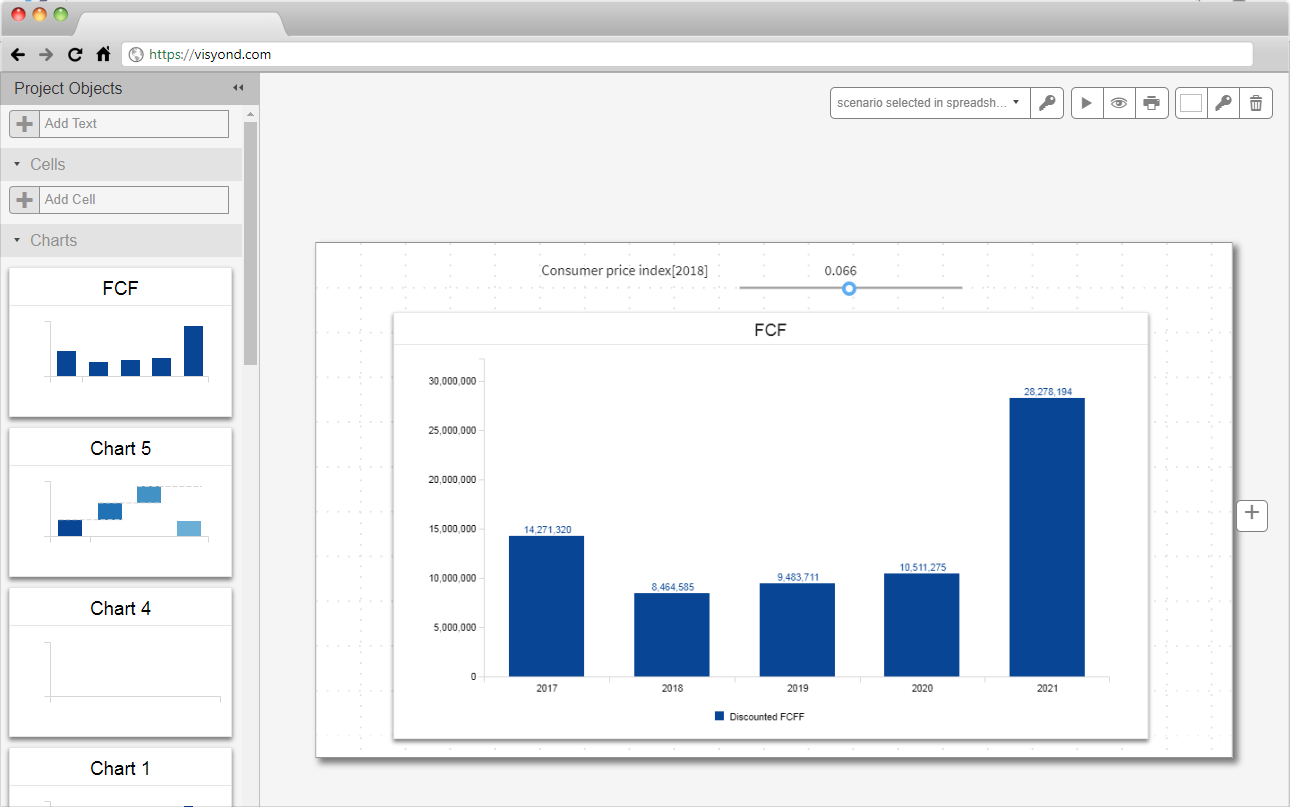 https://visyond.com
Project Objects
Add Text
Cells
Add Cell
Charts
FCF
Chart 5
Chart 4
Chart 1
scenario selected in spreadsh...
Consumer price index[2018]
0.066
FCF
30,000,000
25,000,000
20,000,000
15,000,000
10,000,000
5,000,000
0
14,271,320
8,464,585
9,483,711
10,511,275
28,278,194
2017 2018 2019 2020 2021
Discounted FCFF